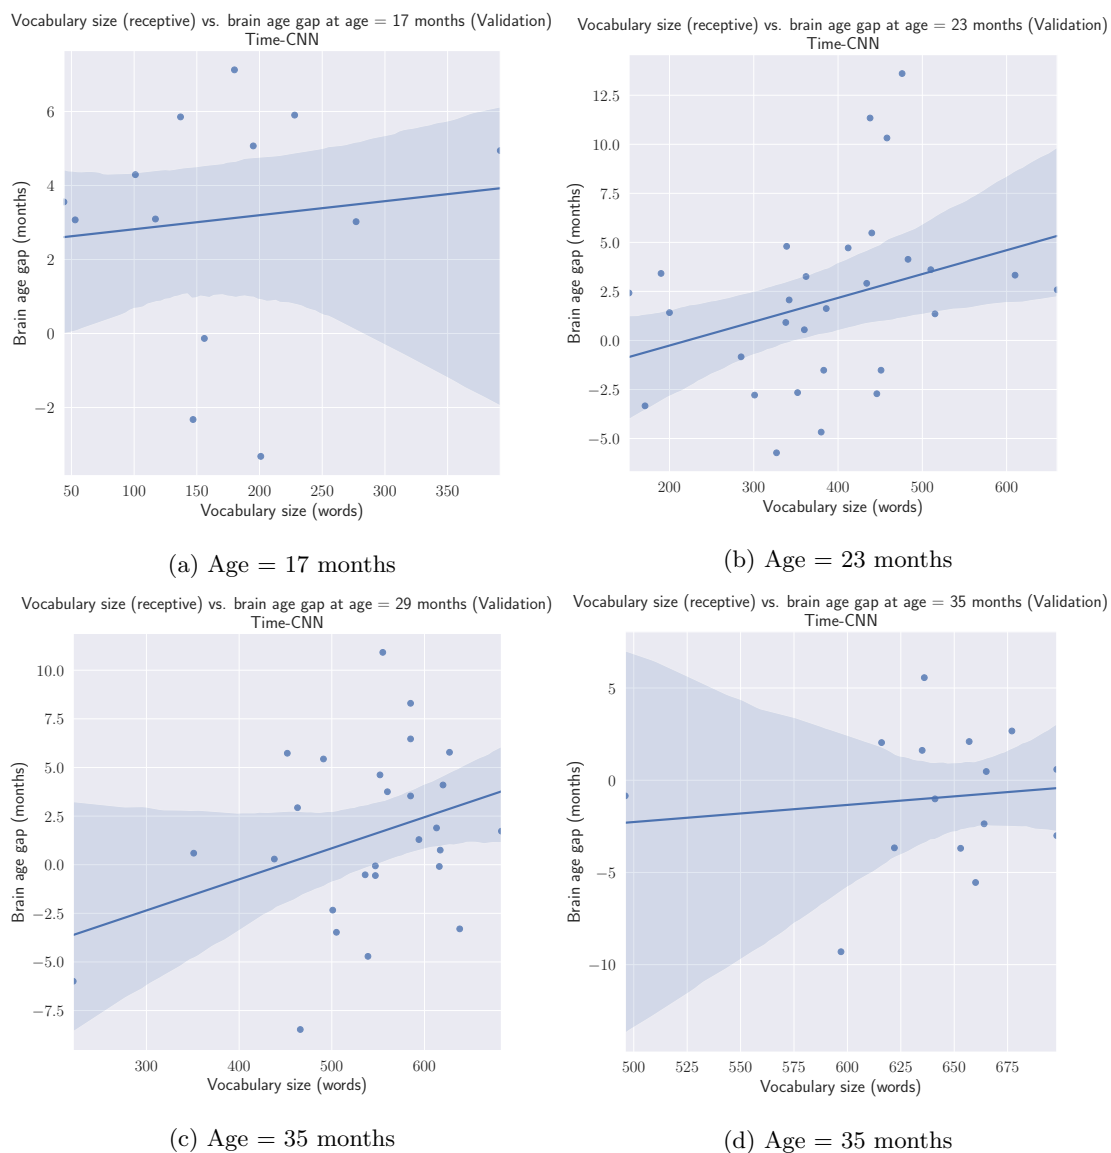 Vocabulary size (receptive) vs. brain age gap at age = 17 months (Validation)
Time-CNN
Brain age gap (months)
6
4
2
0
−2
50 100 150 200 250 300 350
Vocabulary size (words)
(a) Age = 17 months
Vocabulary size (receptive) vs. brain age gap at age = 23 months (Validation)
Time-CNN
Brain age gap (months)
12.5
10.0
7.5
5.0
2.5
0.0
−2.5
−5.0
200 300 400 500 600
Vocabulary size (words)
(b) Age = 23 months
Vocabulary size (receptive) vs. brain age gap at age = 29 months (Validation)
Time-CNN
Brain age gap (months)
10.0
7.5
5.0
2.5
0.0
−2.5
−5.0
−7.5
300 400 500 600
Vocabulary size (words)
(c) Age = 35 months
Vocabulary size (receptive) vs. brain age gap at age = 35 months (Validation)
Time-CNN
Brain age gap (months)
5
0
−5
−10
500 525 550 575 600 625 650 675
Vocabulary size (words)
(d) Age = 35 months